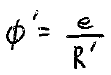 ϕ' = e/R'